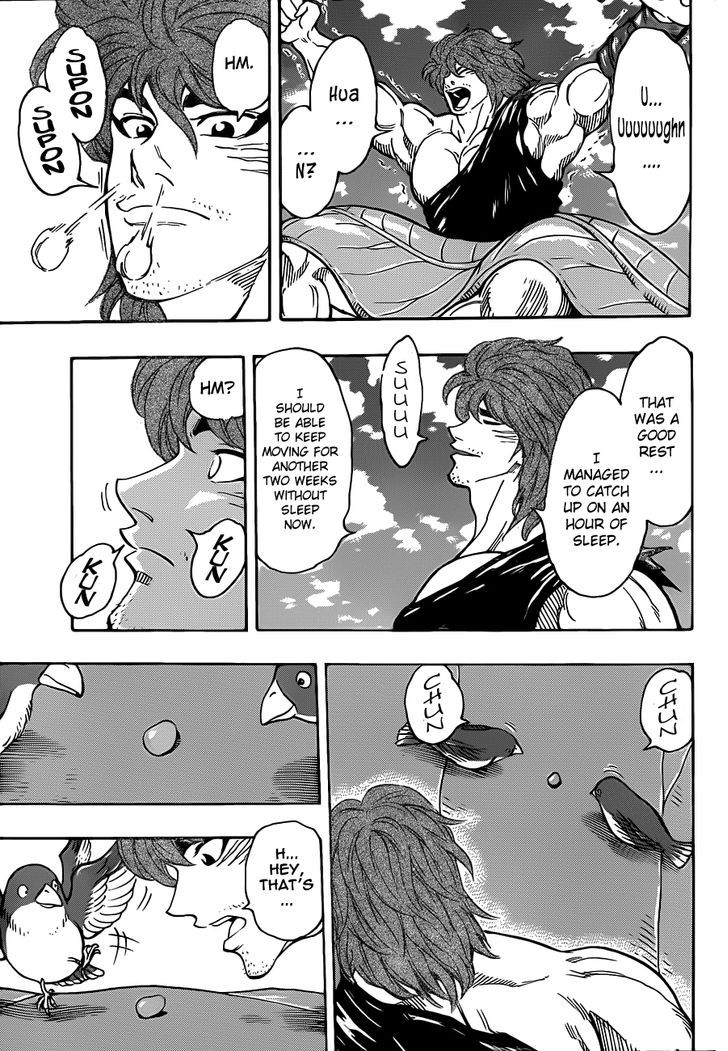 U...
Uuuuuughn
....
Hua
...
N?
HM.
SUPON
SUPON
THAT WAS A
GOOD
REST
...
I
MANAGED
TO CATCH
UP ON AN
HOUR OF
SLEEP.
SUUUU
I
SHOULD
BE ABLE
TO KEEP
MOVING FOR
ANOTHER
TWO WEEKS
WITHOUT
SLEEP
NOW.
HM?
KUN
KUN
CHUN
CHUN
H...
HEY,
THAT'S
...